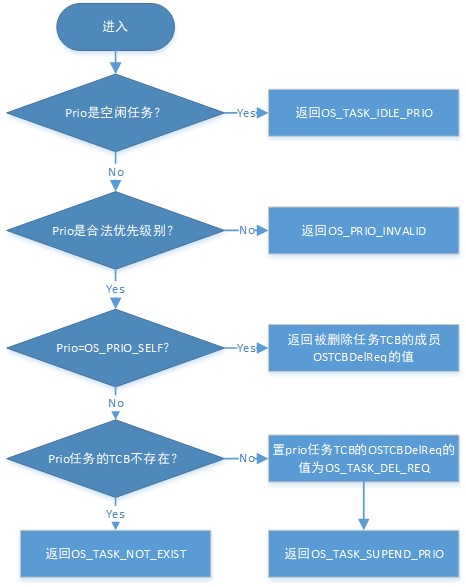 进入
Prio是空闲任务？
Yes
返回OS_TASK_IDLE_PRIO
No
Prio是合法优先级别？
No
返回OS_PRIO_INVALID
Yes
Prio=OS_PRIO_SELF？
Yes
返回被删除任务TCB的成员
OSTCBDelReq的值
No
Prio任务的TCB不存在？
No
置prio任务TCB的OSTCBDelReq的
值为OS_TASK_DEL_REQ
Yes
返回OS_TASK_NOT_EXIST
返回OS_TASK_SUPEND_PRIO